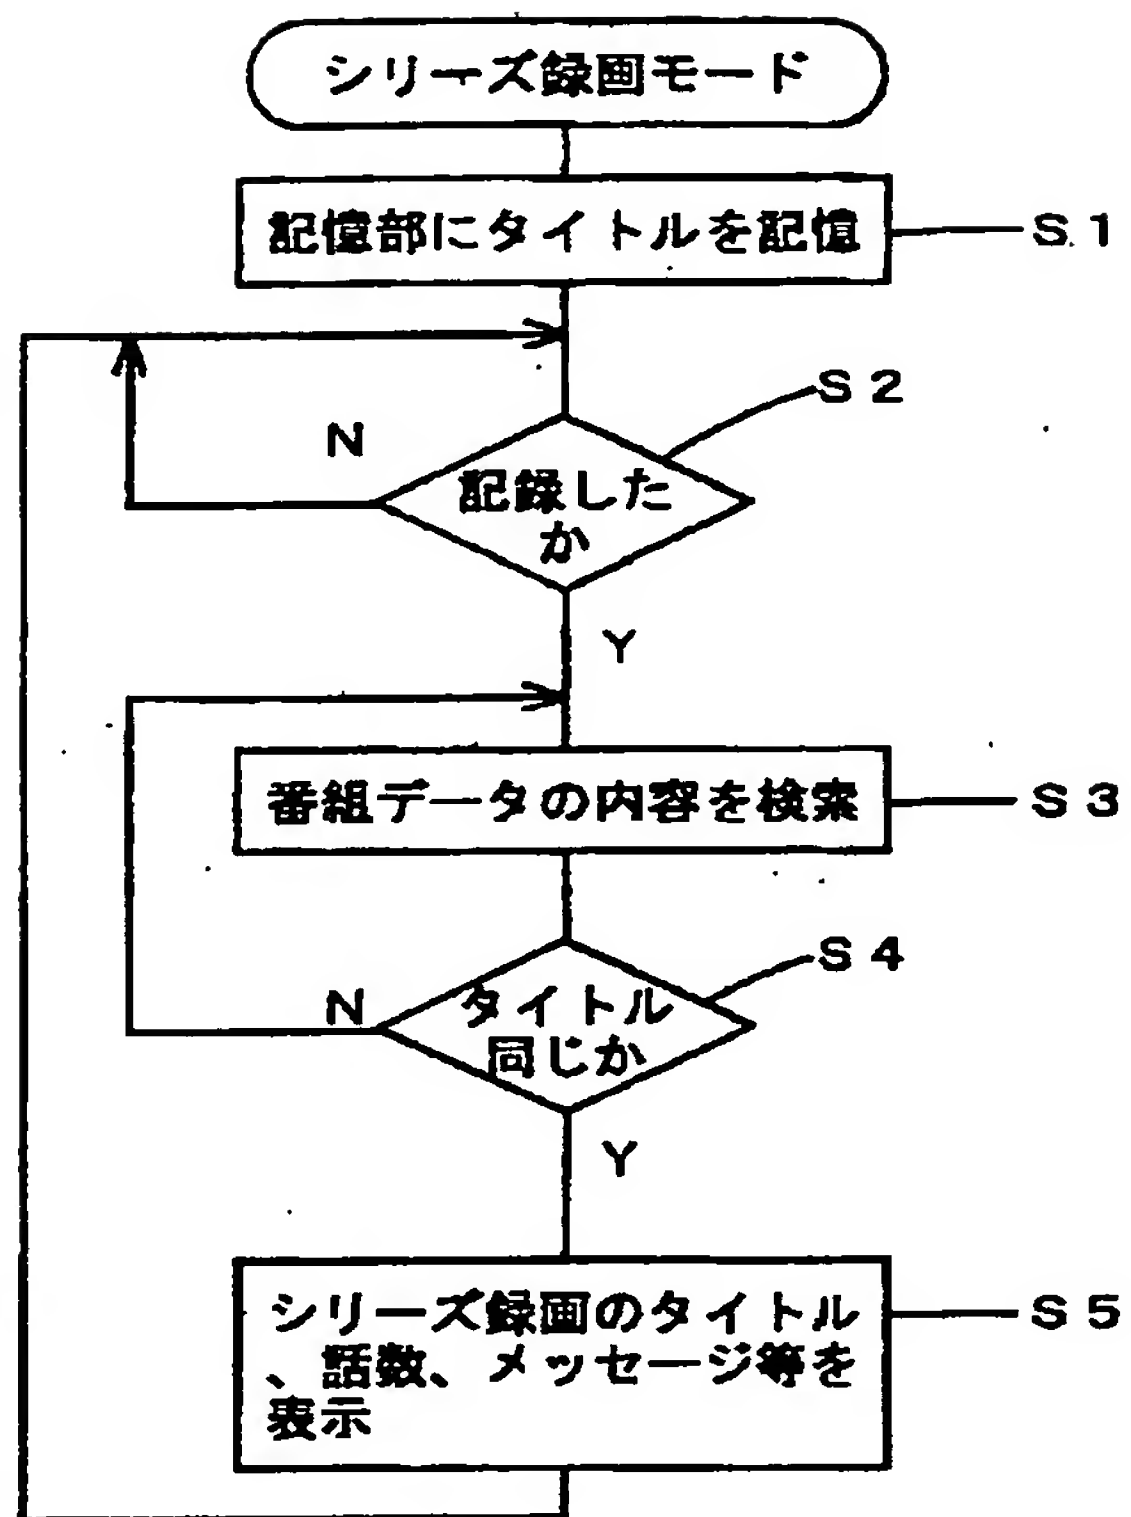 シリーズ録画モード
記憶部にタイトルを記憶
S1
S2
N
記録した
か
Y
番組データの内容を検索
S3
S4
N
タイトル
同じか
Y
シリーズ録画のタイトル
、話数、メッセージ等を
表示
S5